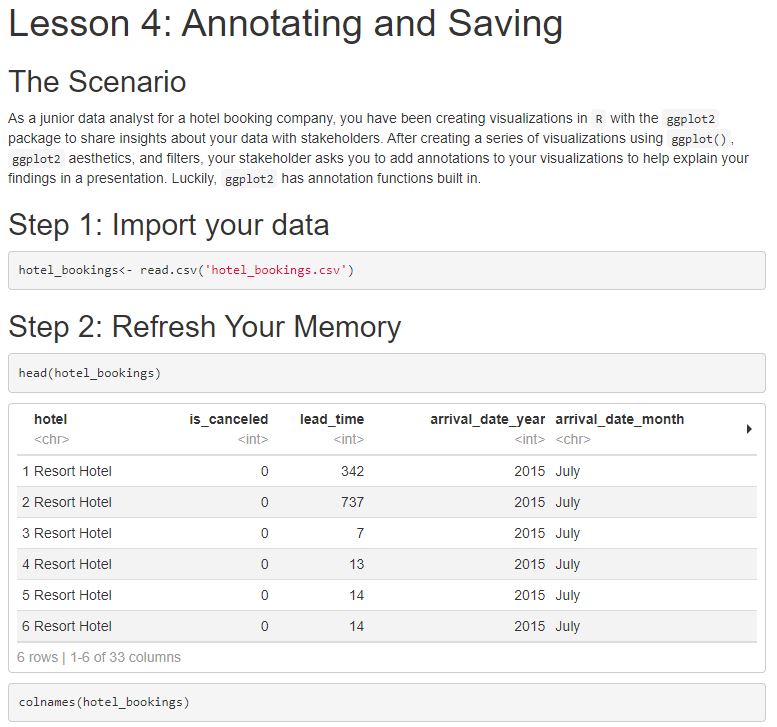 Lesson 4: Annotating and Saving
The Scenario
As a junior data analyst for a hotel booking company, you have been creating visualizations in R with the ggplot2
package to share insights about your data with stakeholders. After creating a series of visualizations using ggplot(),
ggplot2 aesthetics, and filters, your stakeholder asks you to add annotations to your visualizations to help explain your
findings in a presentation. Luckily, ggplot2 has annotation functions built in.
Step 1: Import your data
hotel_bookings<- read.csv('hotel_bookings.csv')
Step 2: Refresh Your Memory
head(hotel_bookings)
hotel is_canceled lead_time arrival_date_year arrival_date_month
<chr> <int> <int> <int> <chr>
1 Resort Hotel 0 342 2015 July
2 Resort Hotel 0 737 2015 July
3 Resort Hotel 0 7 2015 July
4 Resort Hotel 0 13 2015 July
5 Resort Hotel 0 14 2015 July
6 Resort Hotel 0 14 2015 July
6 rows | 1-6 of 33 columns
colnames(hotel_bookings)